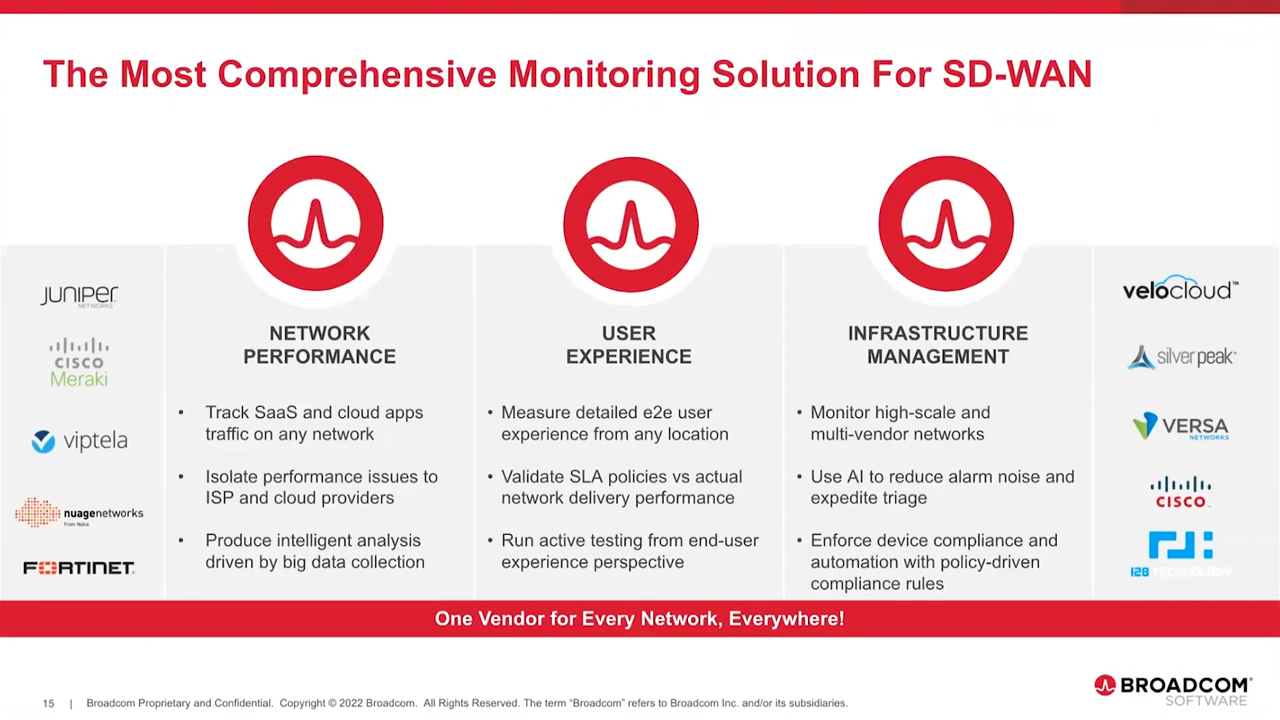 The Most Comprehensive Monitoring Solution For SD-WAN
JUNIPER
NETWORKS
CISCO
Meraki
viptela
nuagenetworks
From Nokia
FORTINET
NETWORK
PERFORMANCE
• Track SaaS and cloud apps
traffic on any network
• Isolate performance issues to
ISP and cloud providers
• Produce intelligent analysis
driven by big data collection
USER
EXPERIENCE
• Measure detailed e2e user
experience from any location
• Validate SLA policies vs actual
network delivery performance
• Run active testing from end-user
experience perspective
INFRASTRUCTURE
MANAGEMENT
• Monitor high-scale and
multi-vendor networks
• Use AI to reduce alarm noise and
expedite triage
• Enforce device compliance and
automation with policy-driven
compliance rules
velocloud™
silver peak
VERSA
NETWORKS
CISCO
128 TECHNOLOGY
One Vendor for Every Network, Everywhere!
BROADCOM®
SOFTWARE
15 | Broadcom Proprietary and Confidential. Copyright © 2022 Broadcom. All Rights Reserved. The term “Broadcom” refers to Broadcom Inc. and/or its subsidiaries.